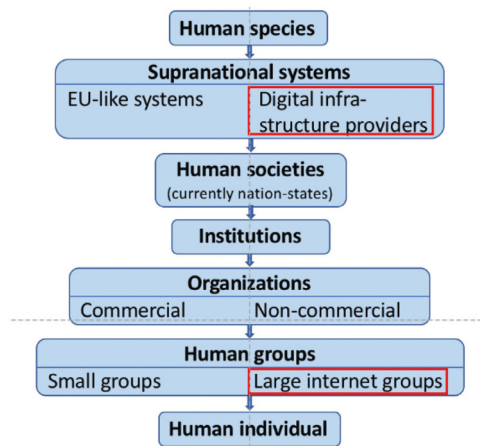 Human species
Supranational systems
EU-like systems
Digital infra-
structure providers
Human societies
(currently nation-states)
Institutions
Organizations
Commercial
Non-commercial
Human groups
Small groups
Large internet groups
Human individual